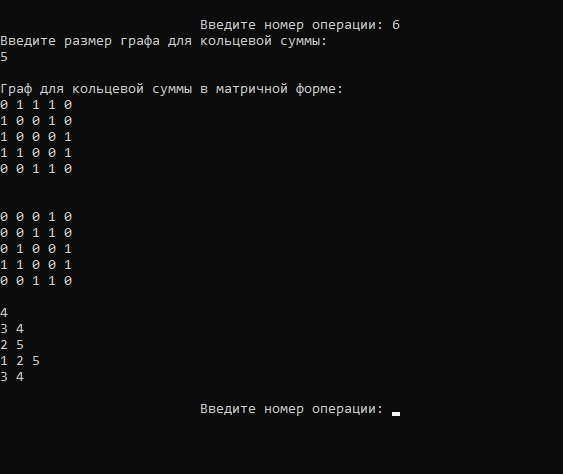 Введите номер операции: 6
Введите размер графа для кольцевой суммы:
5
Граф для кольцевой суммы в матричной форме:
0 1 1 1 0
1 0 0 1 0
1 0 0 0 1
1 1 0 0 1
0 0 1 1 0
0 0 0 1 0
0 0 1 1 0
0 1 0 0 1
1 1 0 0 1
0 0 1 1 0
4
3 4
2 5
1 2 5
3 4
Введите номер операции: